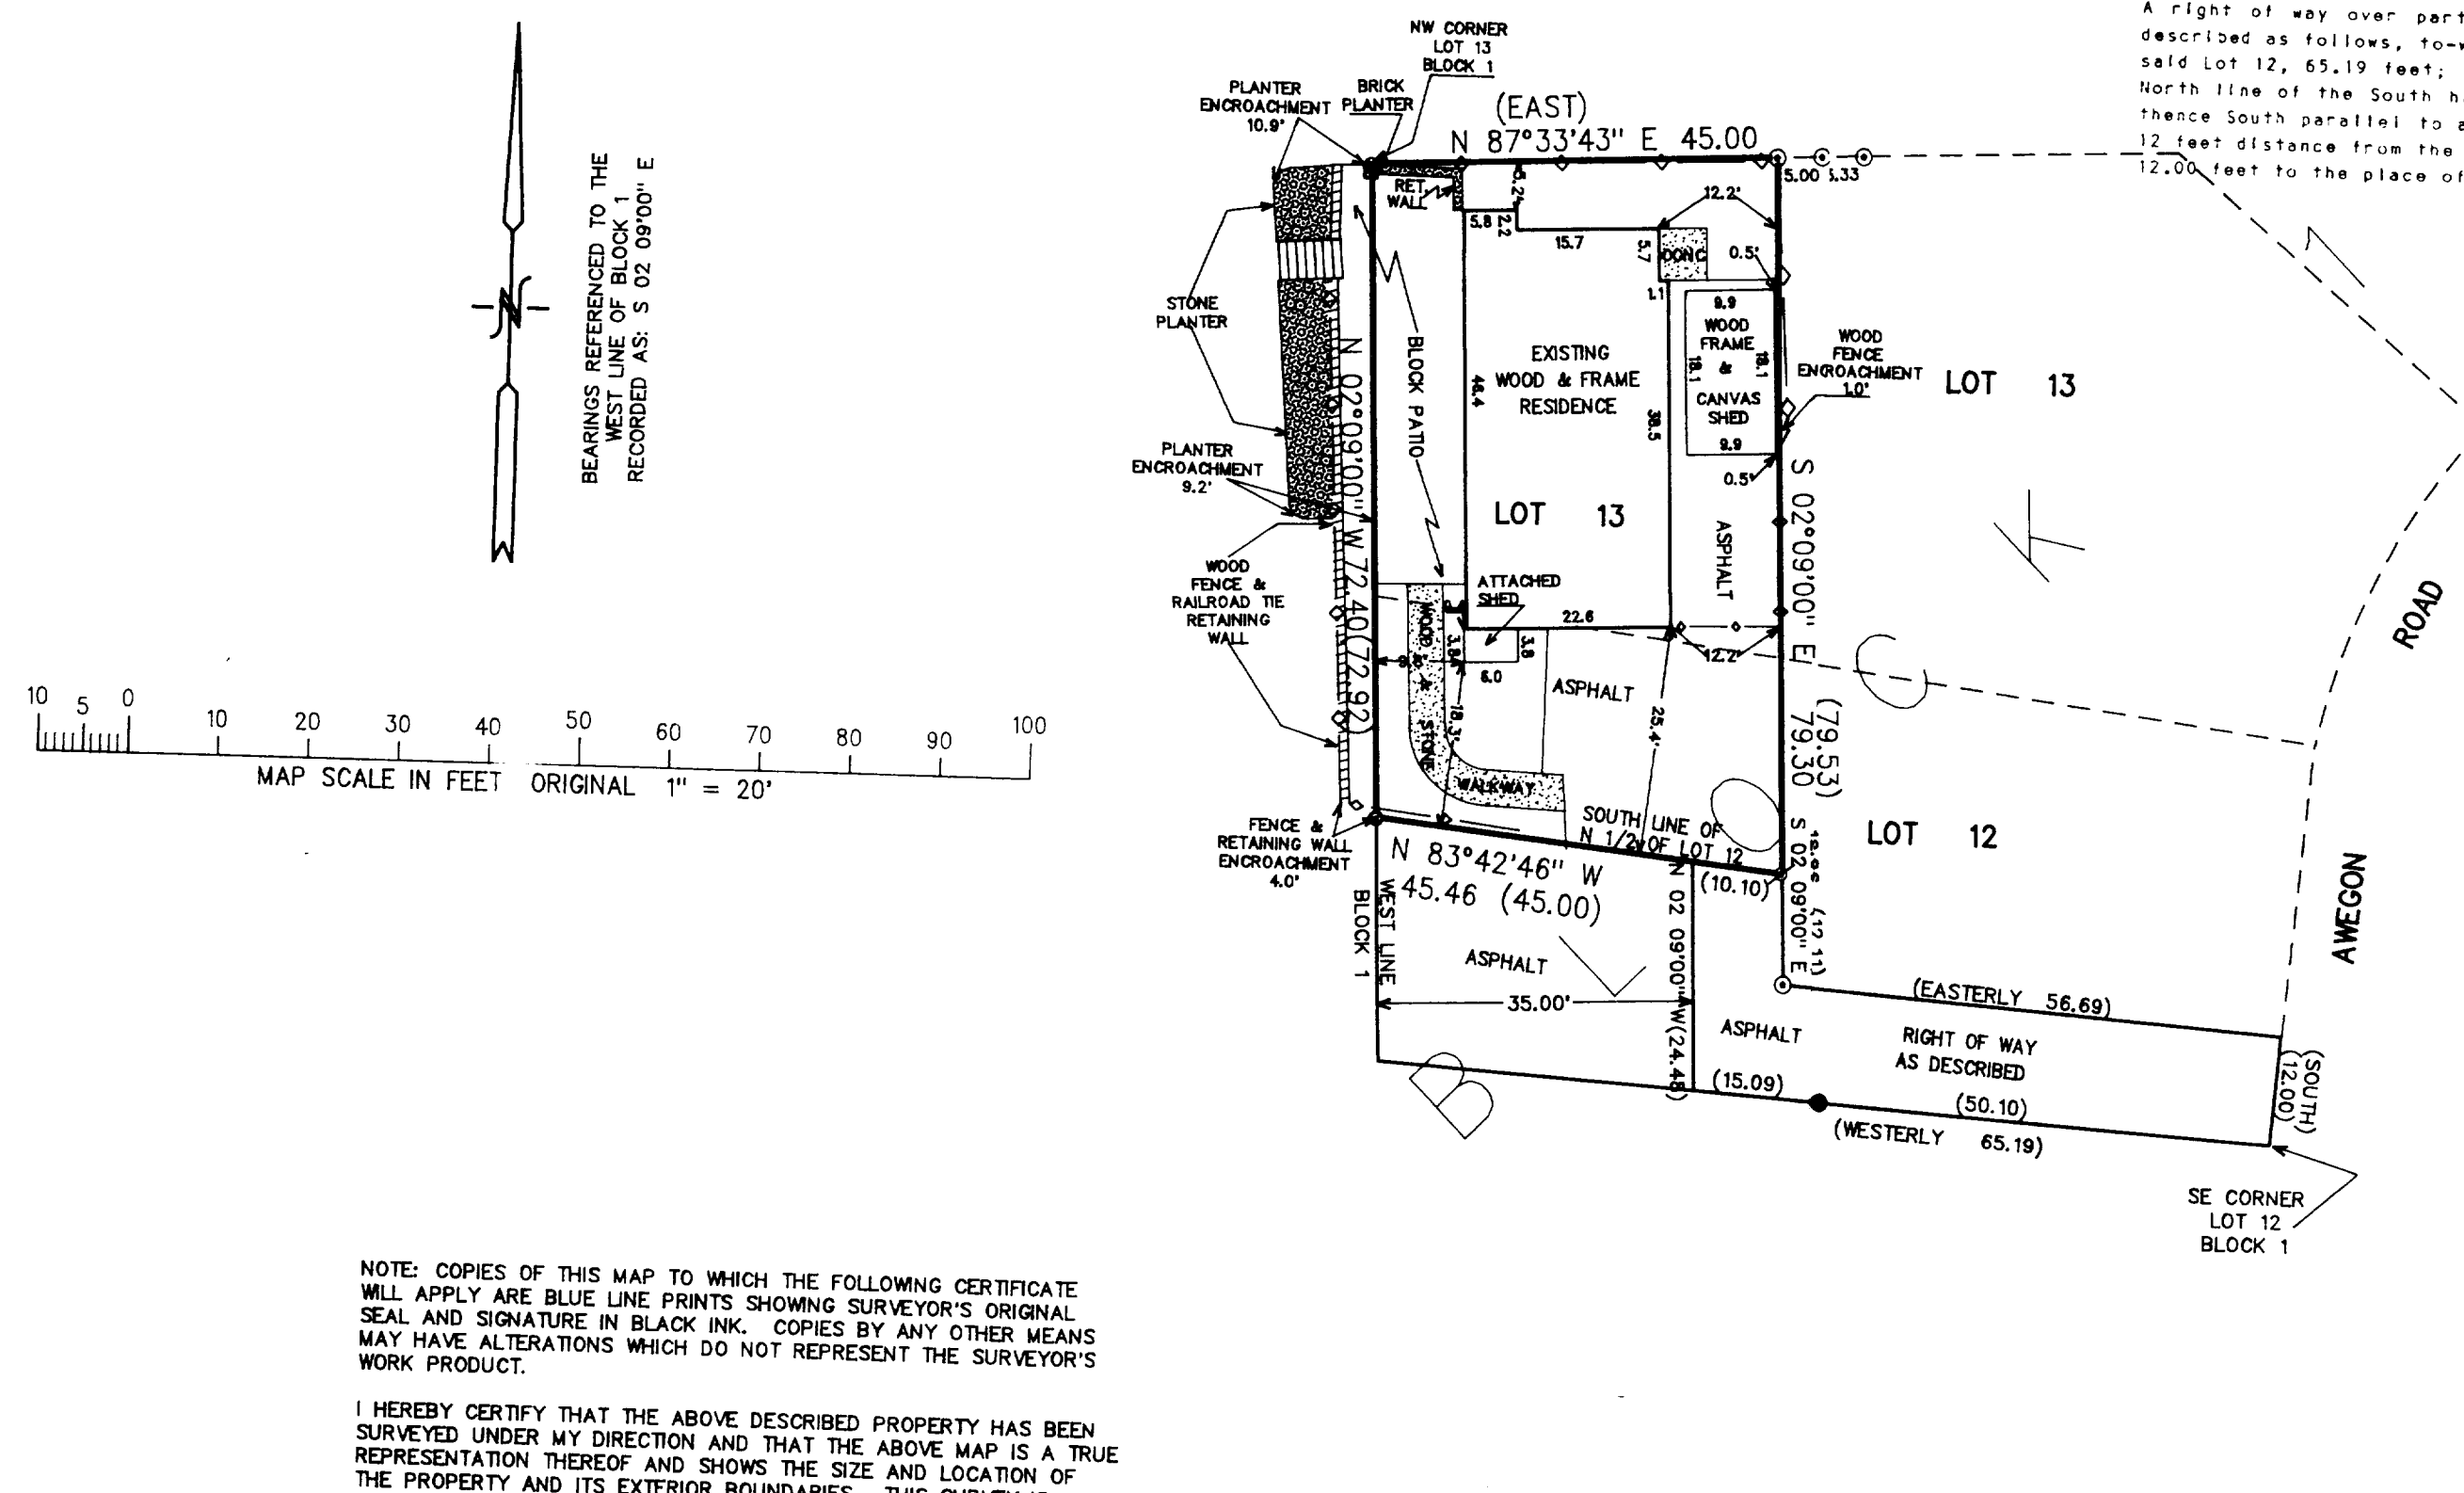 A right of way over part
described as follows, to-w
said Lot 12, 65.19 feet;
North line of the South h
thence South parallel to a
12 feet distance from the
12.00 feet to the place of
NW CORNER
LOT 13
BLOCK 1
PLANTER
ENCROACHMENT
10.9'
BRICK
PLANTER
(EAST)
N 87°33'43" E 45.00
5.00
5.33
BEARINGS REFERENCED TO THE
WEST LINE OF BLOCK 1
RECORDED AS: S 02 09'00" E
N
RET.
WALL
5.8
2.2
15.7
12.2'
5.7
CONC
0.5'
1.1
9.9
WOOD
FRAME
&
CANVAS
SHED
18.1
18.1
9.9
0.5'
STONE
PLANTER
EXISTING
WOOD & FRAME
RESIDENCE
46.4
38.5
BLOCK PATIO
WOOD
FENCE
ENCROACHMENT
1.0'
LOT 13
LOT 13
PLANTER
ENCROACHMENT
9.2'
N 02°09'00" W 72.40(72.92)
S 02°09'00" E
79.30
(79.53)
ASPHALT
WOOD
FENCE &
RAILROAD TIE
RETAINING
WALL
ATTACHED
SHED
22.6
3.8
3.8
6.0
12.2'
ASPHALT
18.3'
25.4'
WOOD & STONE
WALKWAY
ROAD
AWEGON
10 5 0 10 20 30 40 50 60 70 80 90 100
MAP SCALE IN FEET ORIGINAL 1" = 20'
FENCE &
RETAINING WALL
ENCROACHMENT
4.0'
SOUTH LINE OF
N 1/2 OF LOT 12
N 83°42'46" W
45.46 (45.00)
(10.10)
LOT 12
S 02 09'00" E
(12.11)
WEST LINE
BLOCK 1
ASPHALT
35.00'
N 02 09'00"W(24.48)
ASPHALT
(EASTERLY 56.69)
RIGHT OF WAY
AS DESCRIBED
(15.09)
(50.10)
(WESTERLY 65.19)
(SOUTH)
(12.00)
B L O C K 1
SE CORNER
LOT 12
BLOCK 1
NOTE: COPIES OF THIS MAP TO WHICH THE FOLLOWING CERTIFICATE
WILL APPLY ARE BLUE LINE PRINTS SHOWING SURVEYOR'S ORIGINAL
SEAL AND SIGNATURE IN BLACK INK. COPIES BY ANY OTHER MEANS
MAY HAVE ALTERATIONS WHICH DO NOT REPRESENT THE SURVEYOR'S
WORK PRODUCT.
I HEREBY CERTIFY THAT THE ABOVE DESCRIBED PROPERTY HAS BEEN
SURVEYED UNDER MY DIRECTION AND THAT THE ABOVE MAP IS A TRUE
REPRESENTATION THEREOF AND SHOWS THE SIZE AND LOCATION OF
THE PROPERTY AND ITS EXTERIOR BOUNDARIES. THIS SURVEY